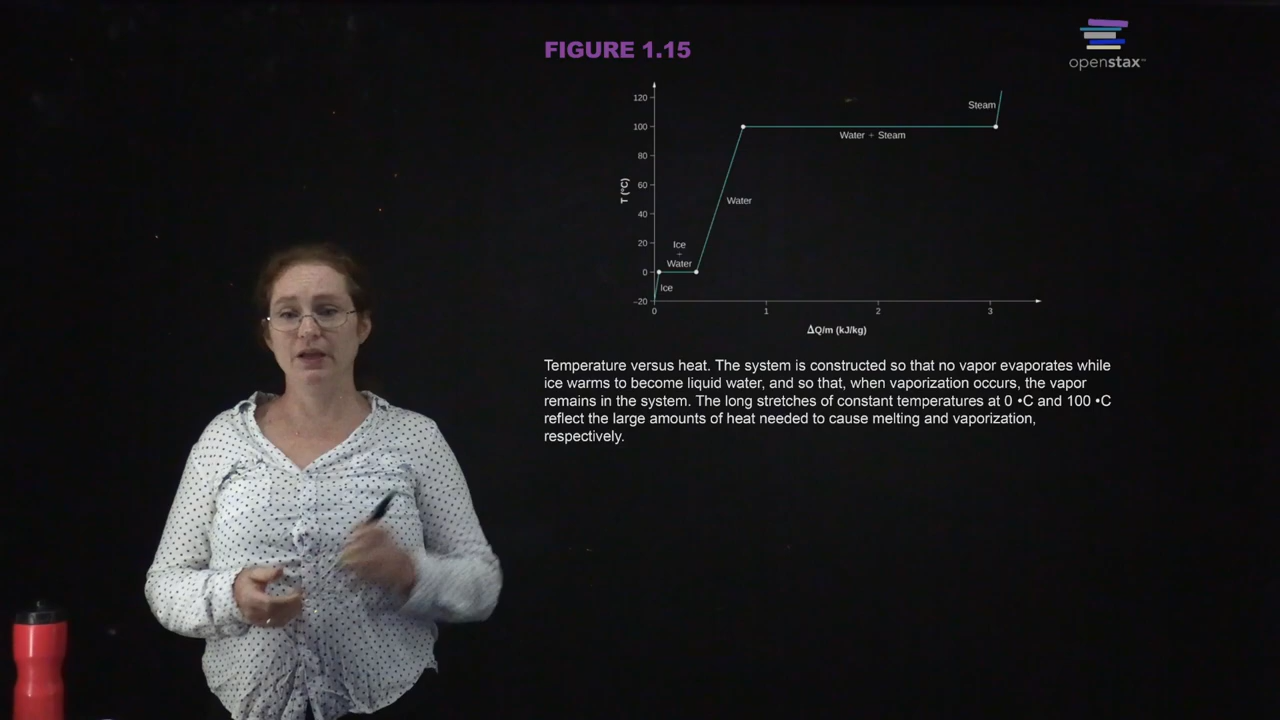 FIGURE 1.15
openstax™
120
100
80
60
40
20
0
–20
T (°C)
Steam
Water + Steam
Water
Ice
+
Water
Ice
0
1
2
3
ΔQ/m (kJ/kg)
Temperature versus heat. The system is constructed so that no vapor evaporates while
ice warms to become liquid water, and so that, when vaporization occurs, the vapor
remains in the system. The long stretches of constant temperatures at 0 •C and 100 •C
reflect the large amounts of heat needed to cause melting and vaporization,
respectively.